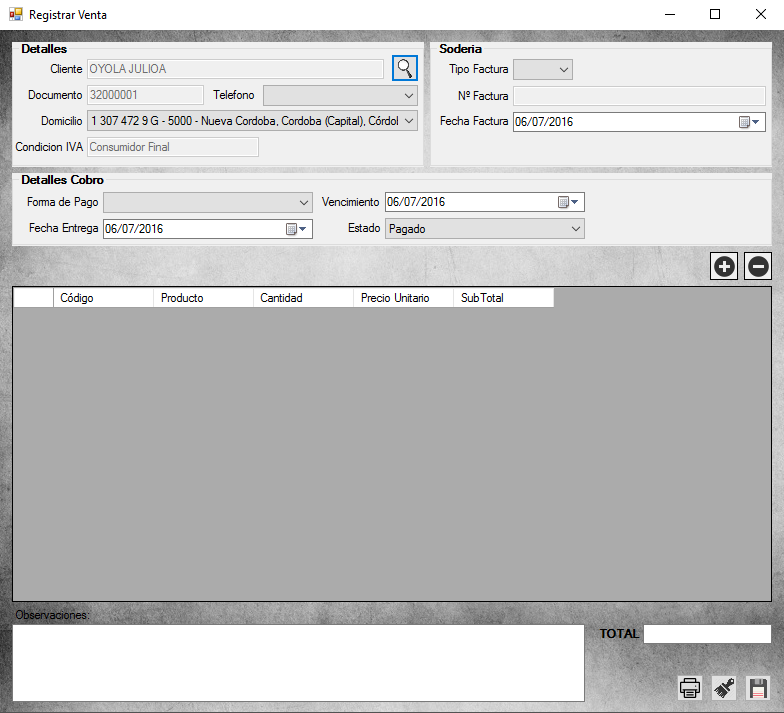 Registrar Venta
Detalles
Cliente OYOLA JULIOA
Documento 32000001 Telefono
Domicilio 1 307 472 9 G - 5000 - Nueva Cordoba, Cordoba (Capital), Córdol
Condicion IVA Consumidor Final
Soderia
Tipo Factura
Nº Factura
Fecha Factura 06/07/2016
Detalles Cobro
Forma de Pago Vencimiento 06/07/2016
Fecha Entrega 06/07/2016 Estado Pagado
Código Producto Cantidad Precio Unitario SubTotal
Observaciones:
TOTAL